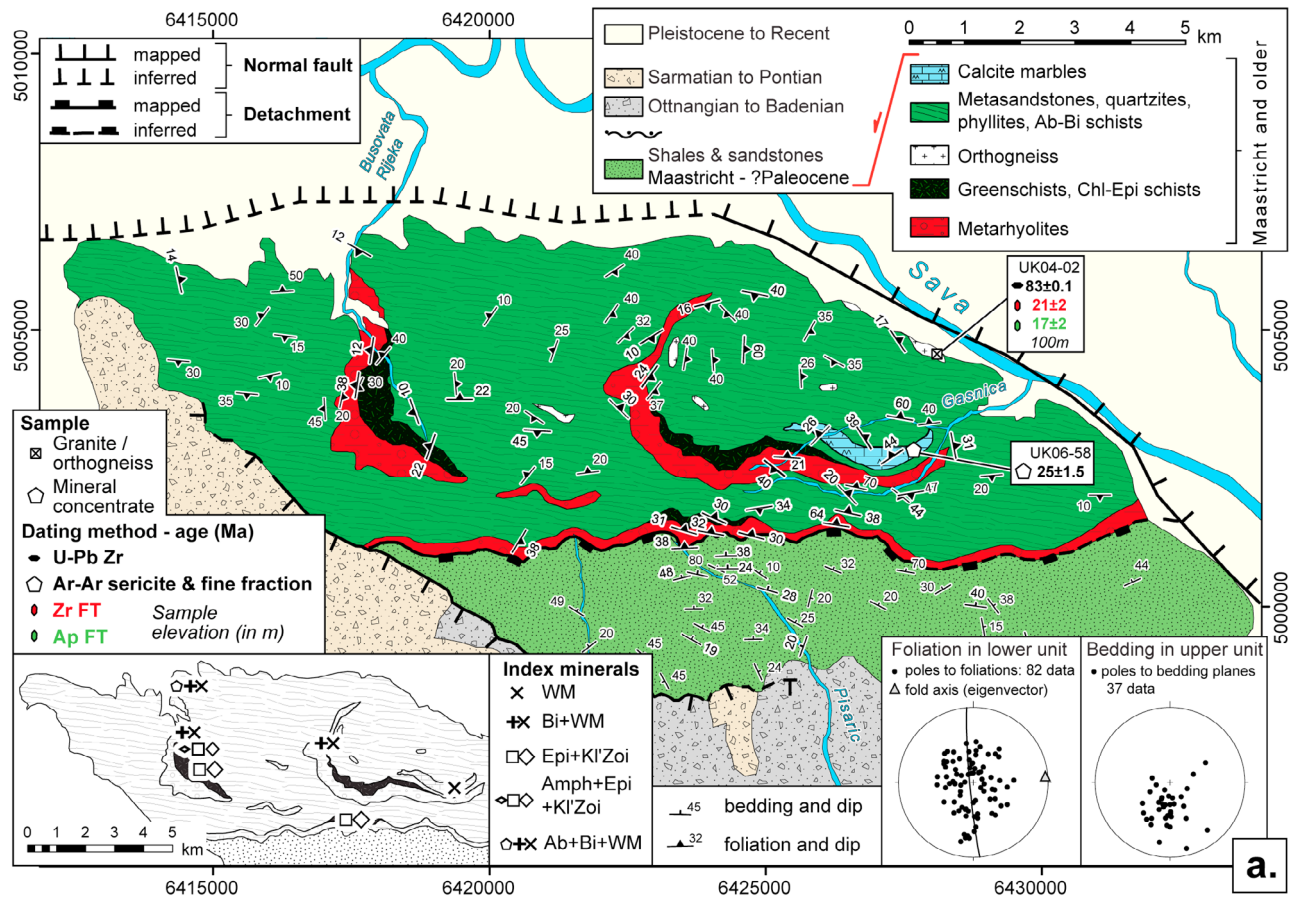 6415000
6420000
5010000
5005000
5000000
mapped
inferred
Normal fault
mapped
inferred
Detachment
Busovata
Rijeka
Pleistocene to Recent
Sarmatian to Pontian
Ottnangian to Badenian
Shales & sandstones
Maastricht - ?Paleocene
0 1 2 3 4 5
km
Calcite marbles
Metasandstones, quartzites,
phyllites, Ab-Bi schists
Orthogneiss
Greenschists, Chl-Epi schists
Metarhyolites
Maastricht and older
Sava
UK04-02
83±0.1
21±2
17±2
100m
5005000
Gasnica
UK06-58
25±1.5
5000000
Pisaric
Sample
Granite /
orthogneiss
Mineral
concentrate
Dating method - age (Ma)
U-Pb Zr
Ar-Ar sericite & fine fraction
Zr FT
Ap FT
Sample
elevation (in m)
0 1 2 3 4 5
km
Index minerals
WM
Bi+WM
Epi+Kl'Zoi
Amph+Epi
+Kl'Zoi
Ab+Bi+WM
45 bedding and dip
32 foliation and dip
Foliation in lower unit
poles to foliations: 82 data
fold axis (eigenvector)
Bedding in upper unit
poles to bedding planes
37 data
a.
6415000
6420000
6425000
6430000